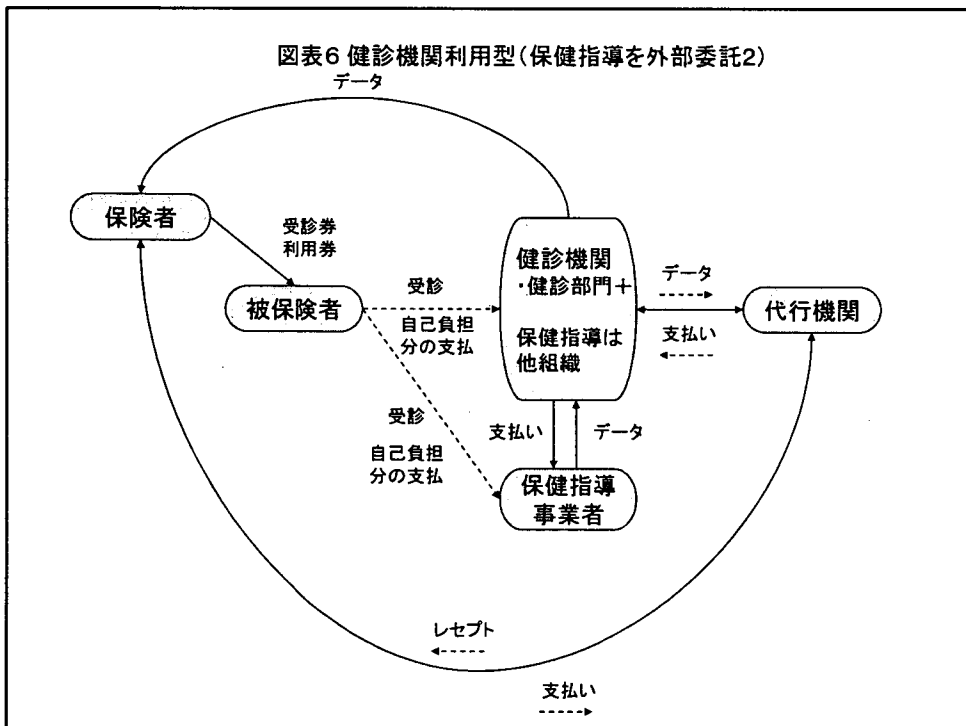 図表6 健診機関利用型(保健指導を外部委託2)
データ
保険者
受診券
利用券
被保険者
受診
自己負担
分の支払
健診機関
・健診部門＋
保健指導は
他組織
データ
支払い
代行機関
受診
自己負担
分の支払
支払い
データ
保健指導
事業者
レセプト
支払い